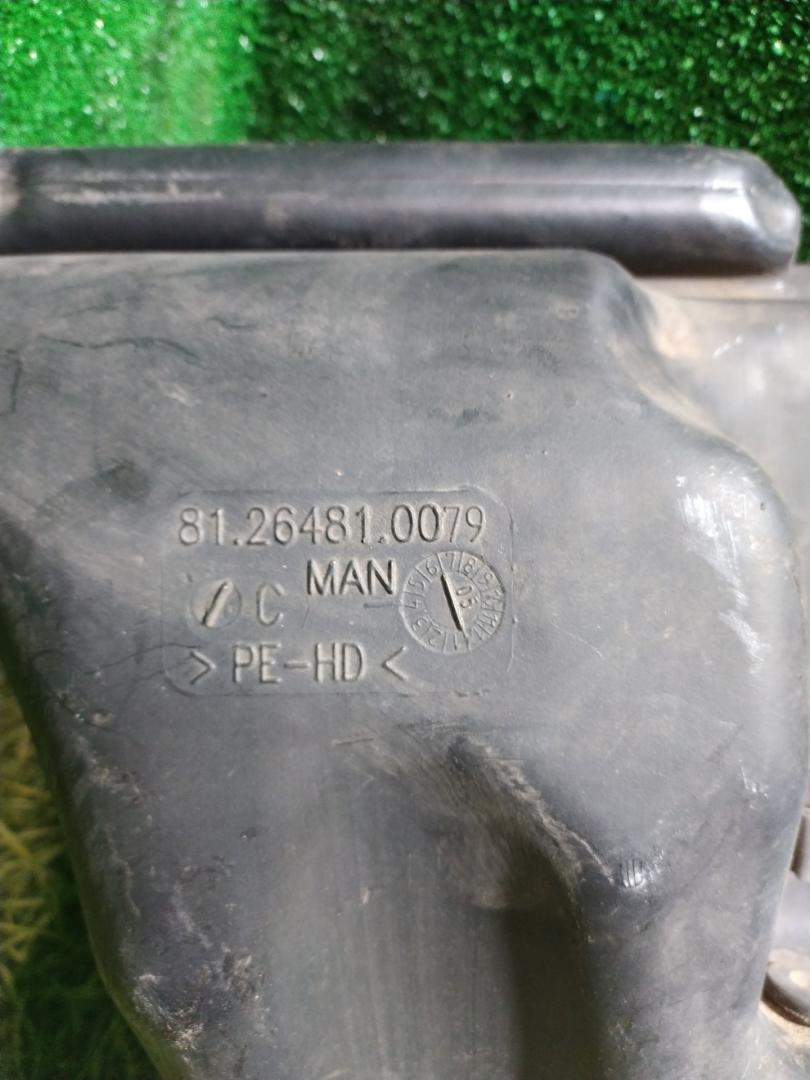 81.26481.0079
MAN
C
> PE-HD <